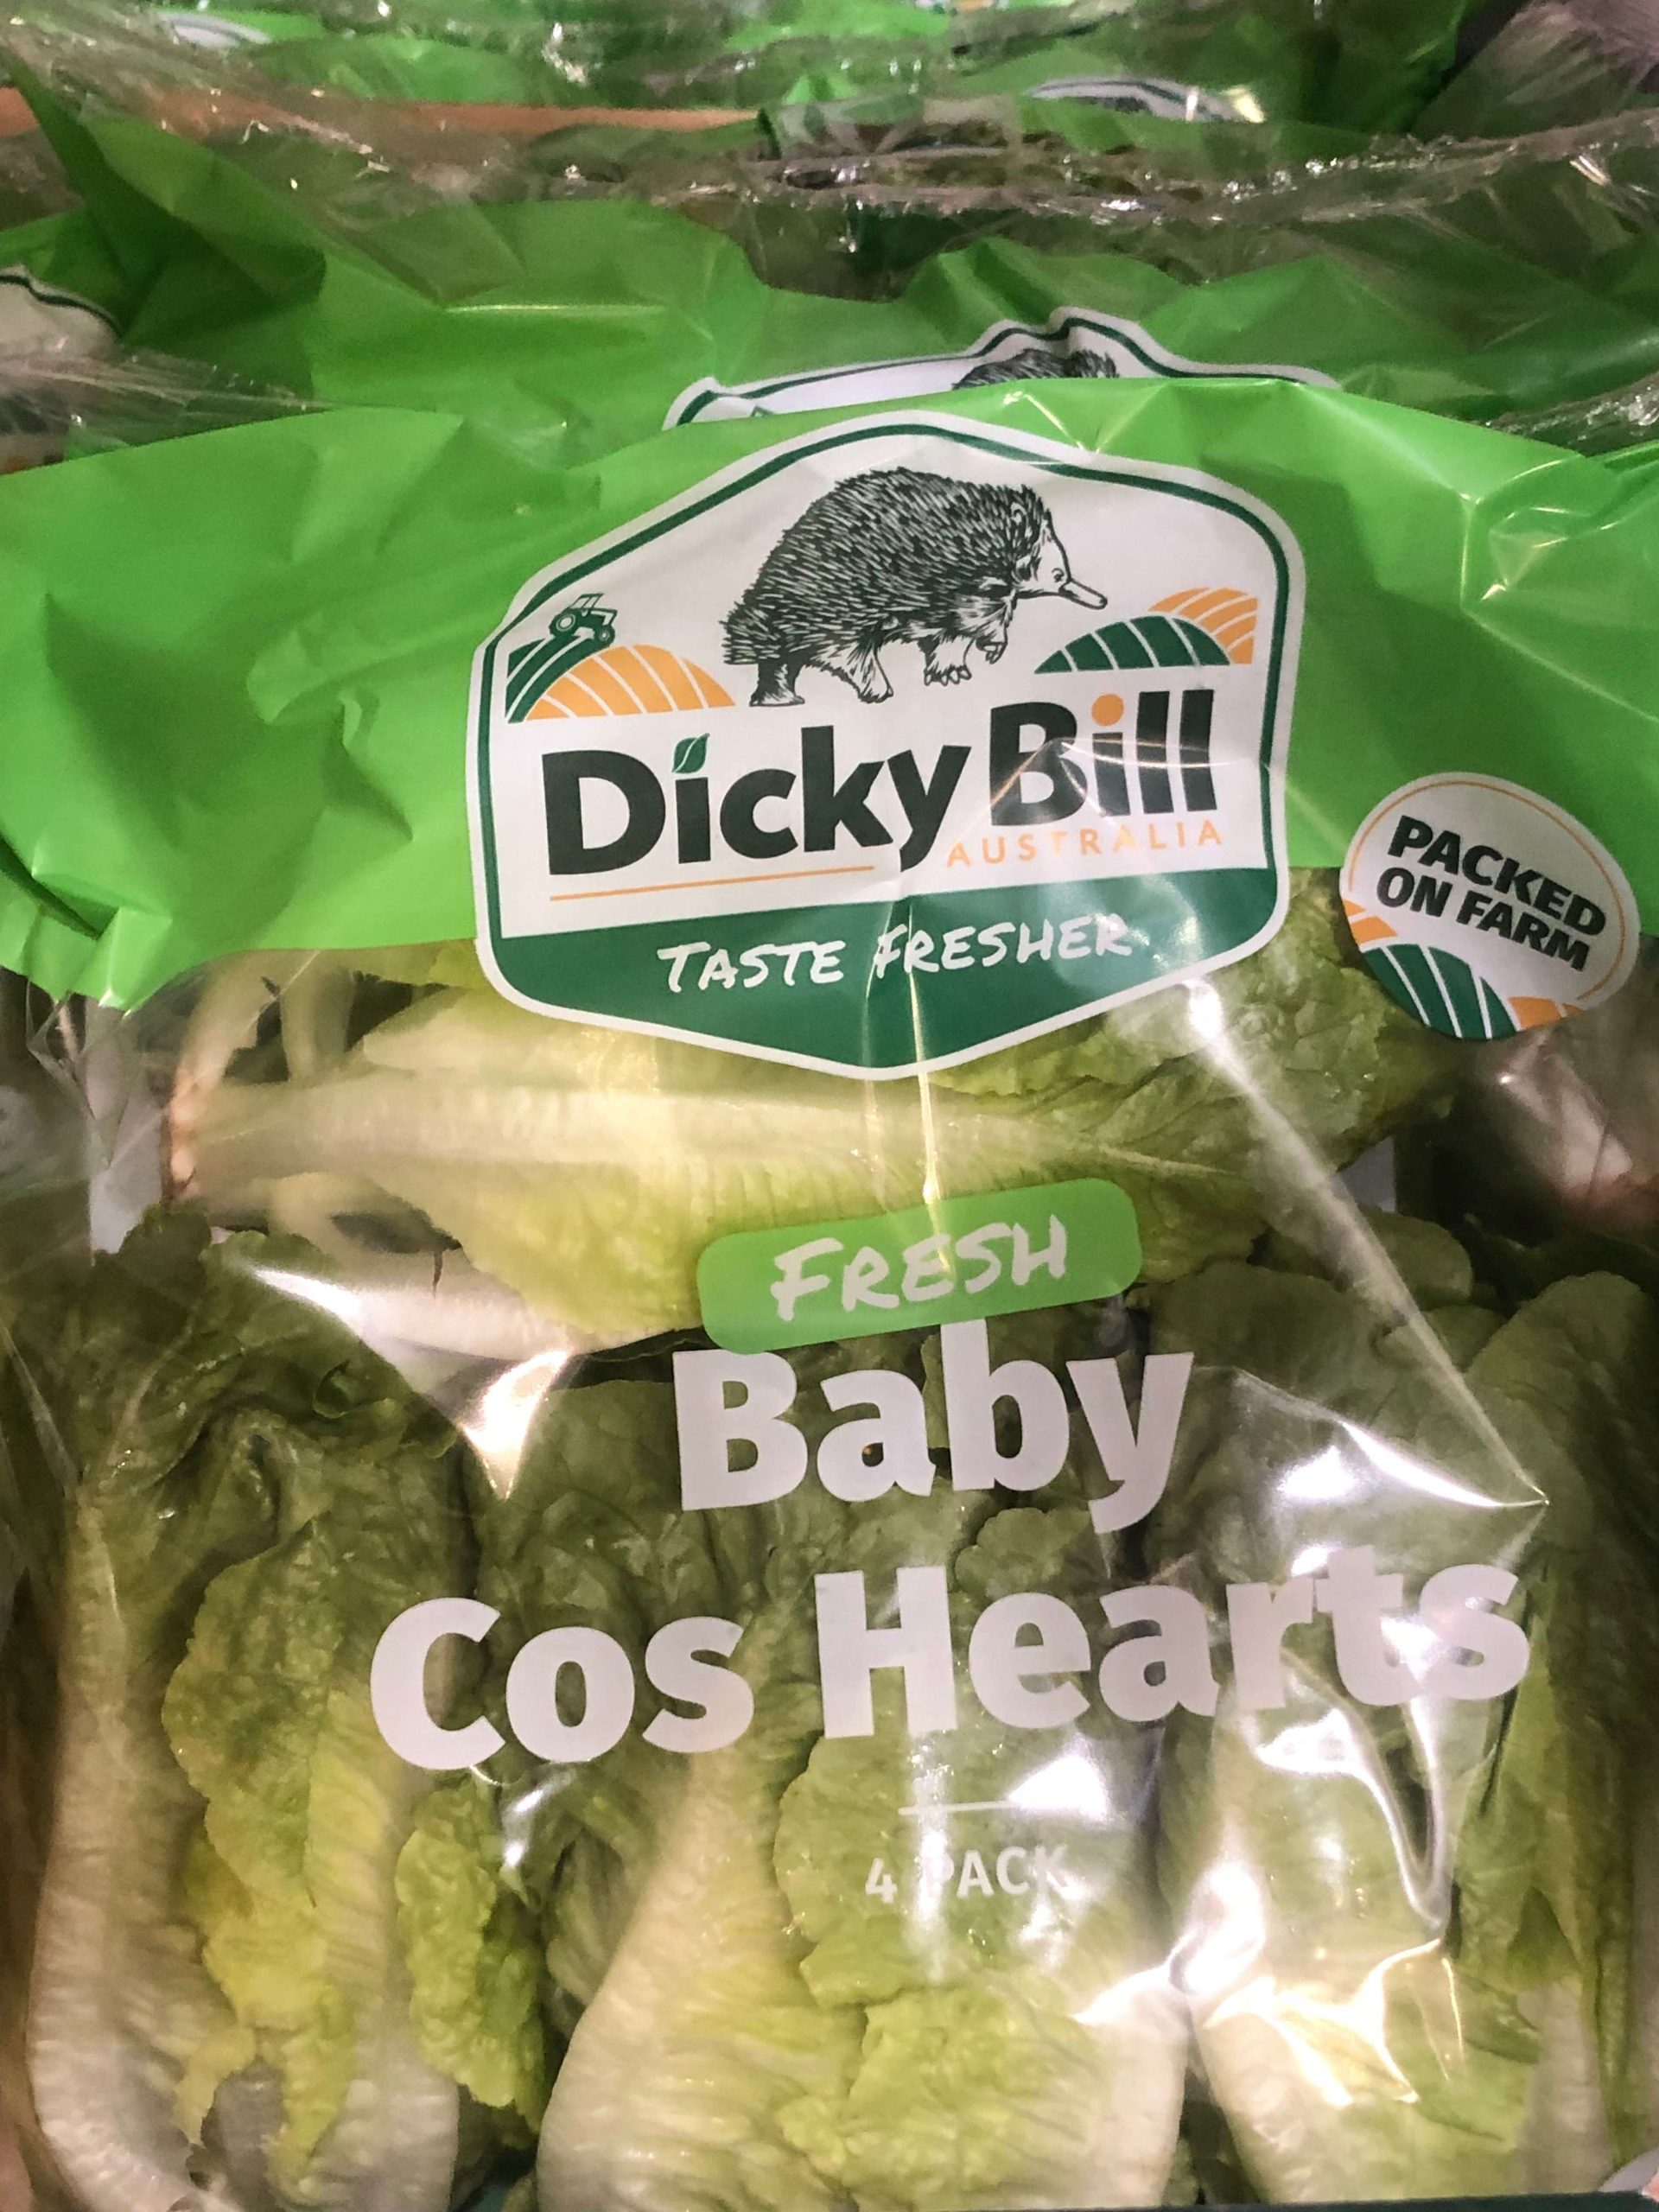 Dicky Bill
AUSTRALIA
TASTE FRESHER
PACKED
ON FARM
FRESH
Baby
Cos Hearts
4 PACK